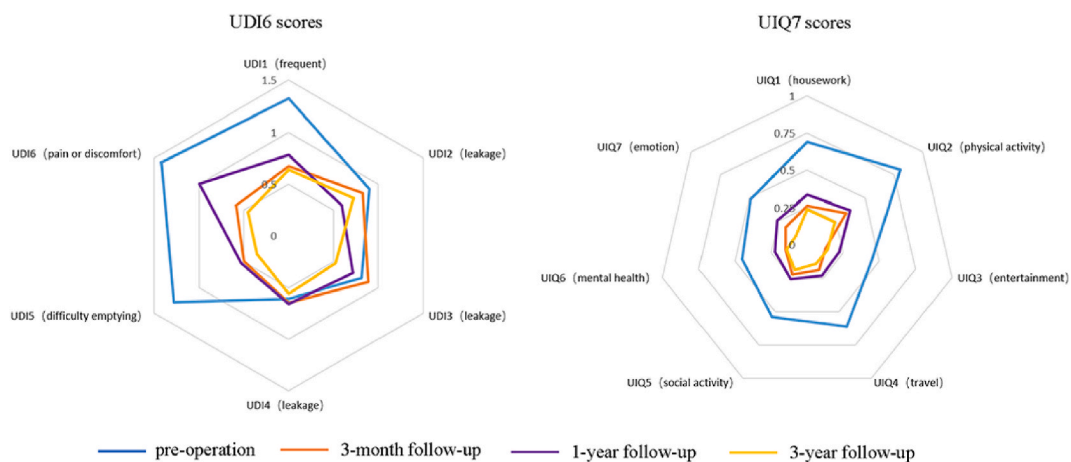 UDI6 scores
UDI1 (frequent)
1.5
1
0.5
0
UDI2 (leakage)
UDI3 (leakage)
UDI4 (leakage)
UDI5 (difficulty emptying)
UDI6 (pain or discomfort)
UIQ7 scores
UIQ1 (housework)
1
0.75
0.5
0.25
0
UIQ2 (physical activity)
UIQ3 (entertainment)
UIQ4 (travel)
UIQ5 (social activity)
UIQ6 (mental health)
UIQ7 (emotion)
pre-operation
3-month follow-up
1-year follow-up
3-year follow-up